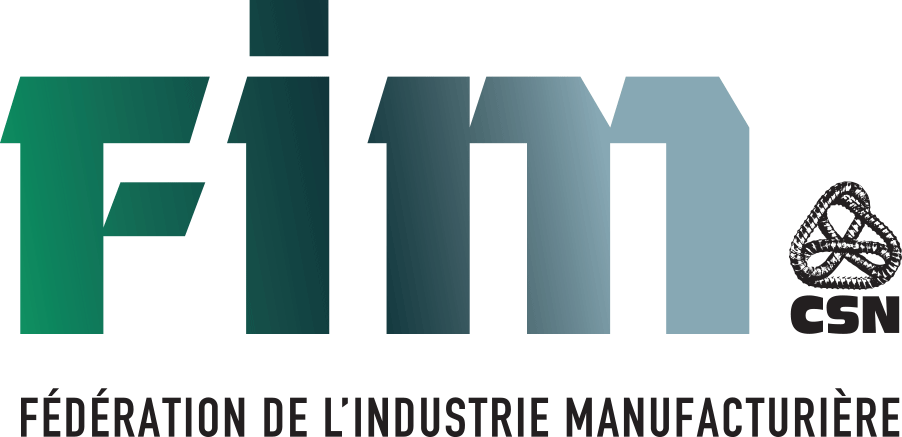 Fim
CSN
FÉDÉRATION DE L'INDUSTRIE MANUFACTURIÈRE